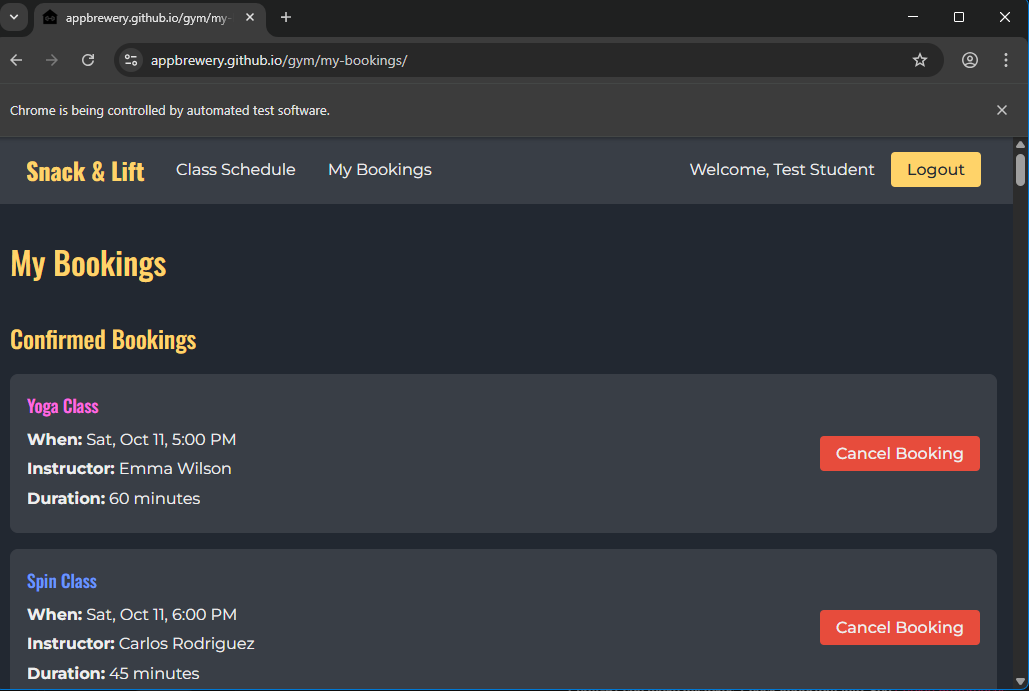 appbrewery.github.io/gym/my-
appbrewery.github.io/gym/my-bookings/
Chrome is being controlled by automated test software.
Snack & Lift Class Schedule My Bookings Welcome, Test Student Logout
My Bookings
Confirmed Bookings
Yoga Class
When: Sat, Oct 11, 5:00 PM
Instructor: Emma Wilson
Duration: 60 minutes
Cancel Booking
Spin Class
When: Sat, Oct 11, 6:00 PM
Instructor: Carlos Rodriguez
Duration: 45 minutes
Cancel Booking